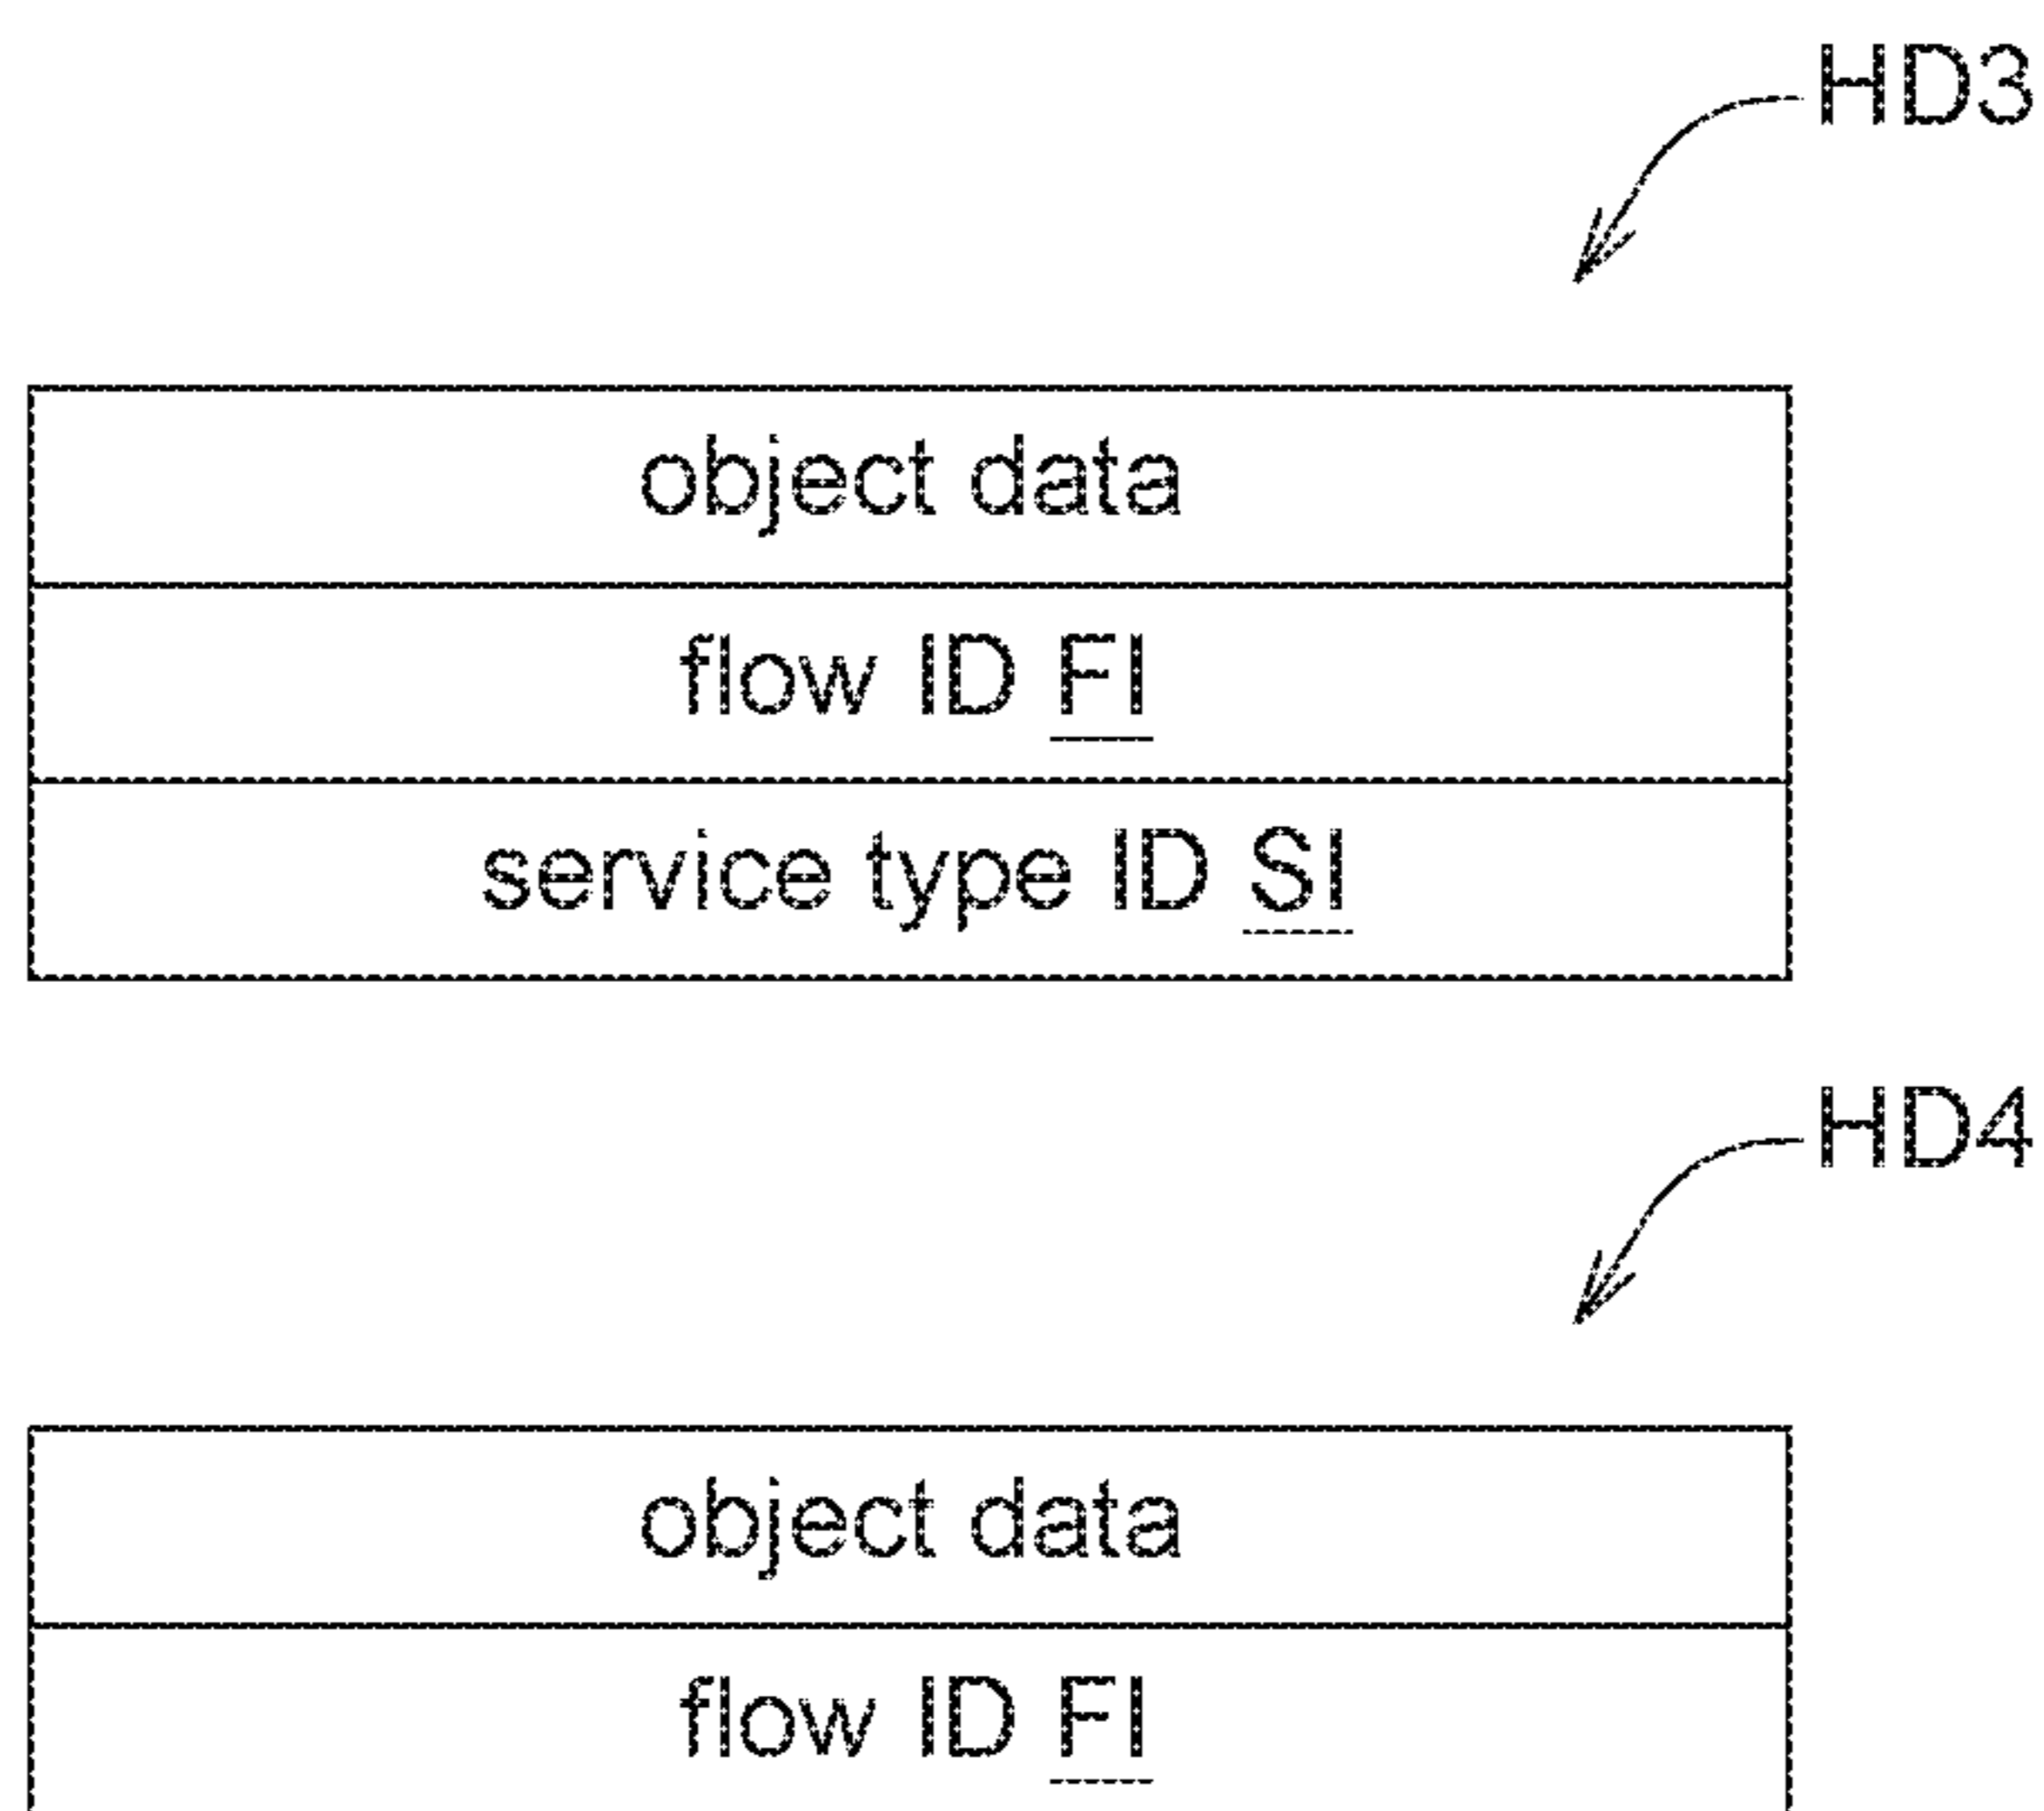 HD3
object data
flow ID FI
service type ID SI
HD4
object data
flow ID FI